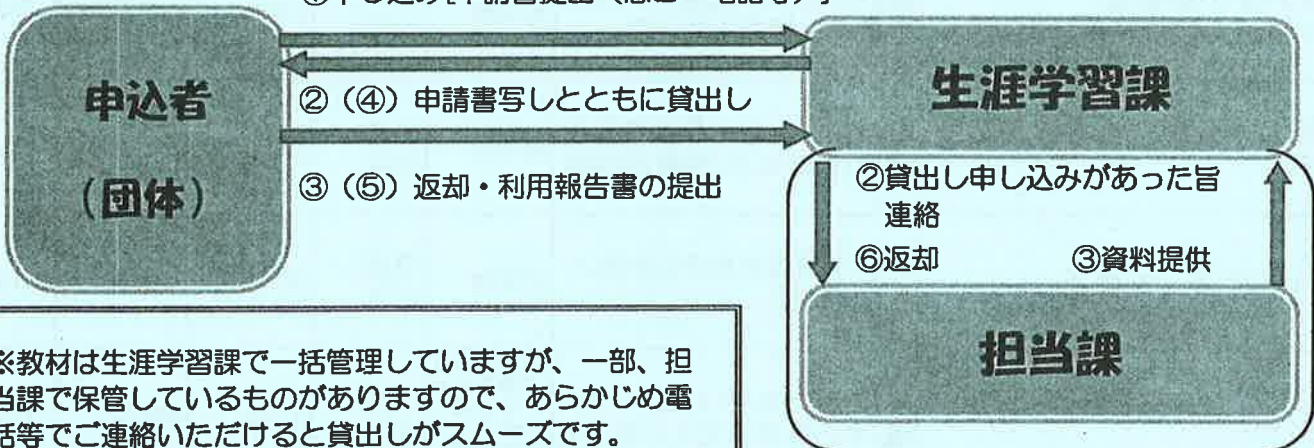 申込者
(団体)
生涯学習課
②(④)申請書写しとともに貸出し
③(⑤)返却・利用報告書の提出
②貸出し申し込みがあった旨
連絡
⑥返却 ③資料提供
担当課
※教材は生涯学習課で一括管理していますが、一部、担
当課で保管しているものがありますので、あらかじめ電
話等でご連絡いただけると貸出しがスムーズです。